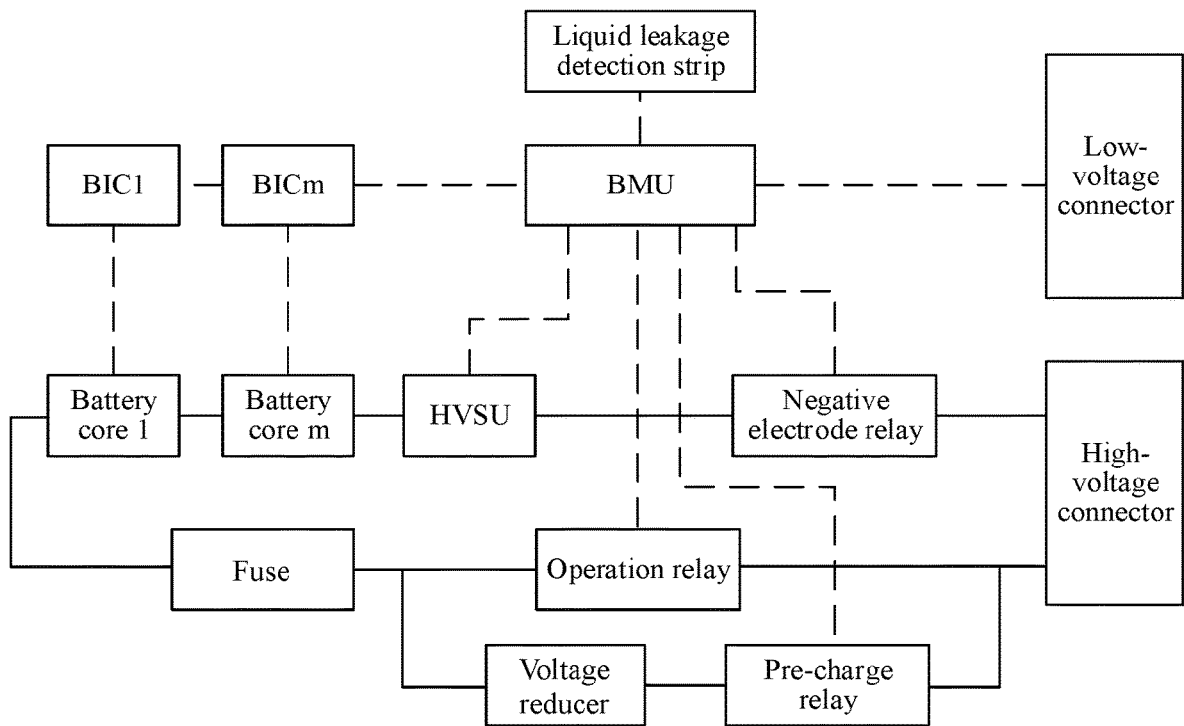 Liquid leakage
detection strip
BIC1
BICm
BMU
Low-
voltage
connector
Battery
core 1
Battery
core m
HVSU
Negative
electrode relay
High-
voltage
connector
Fuse
Operation relay
Voltage
reducer
Pre-charge
relay